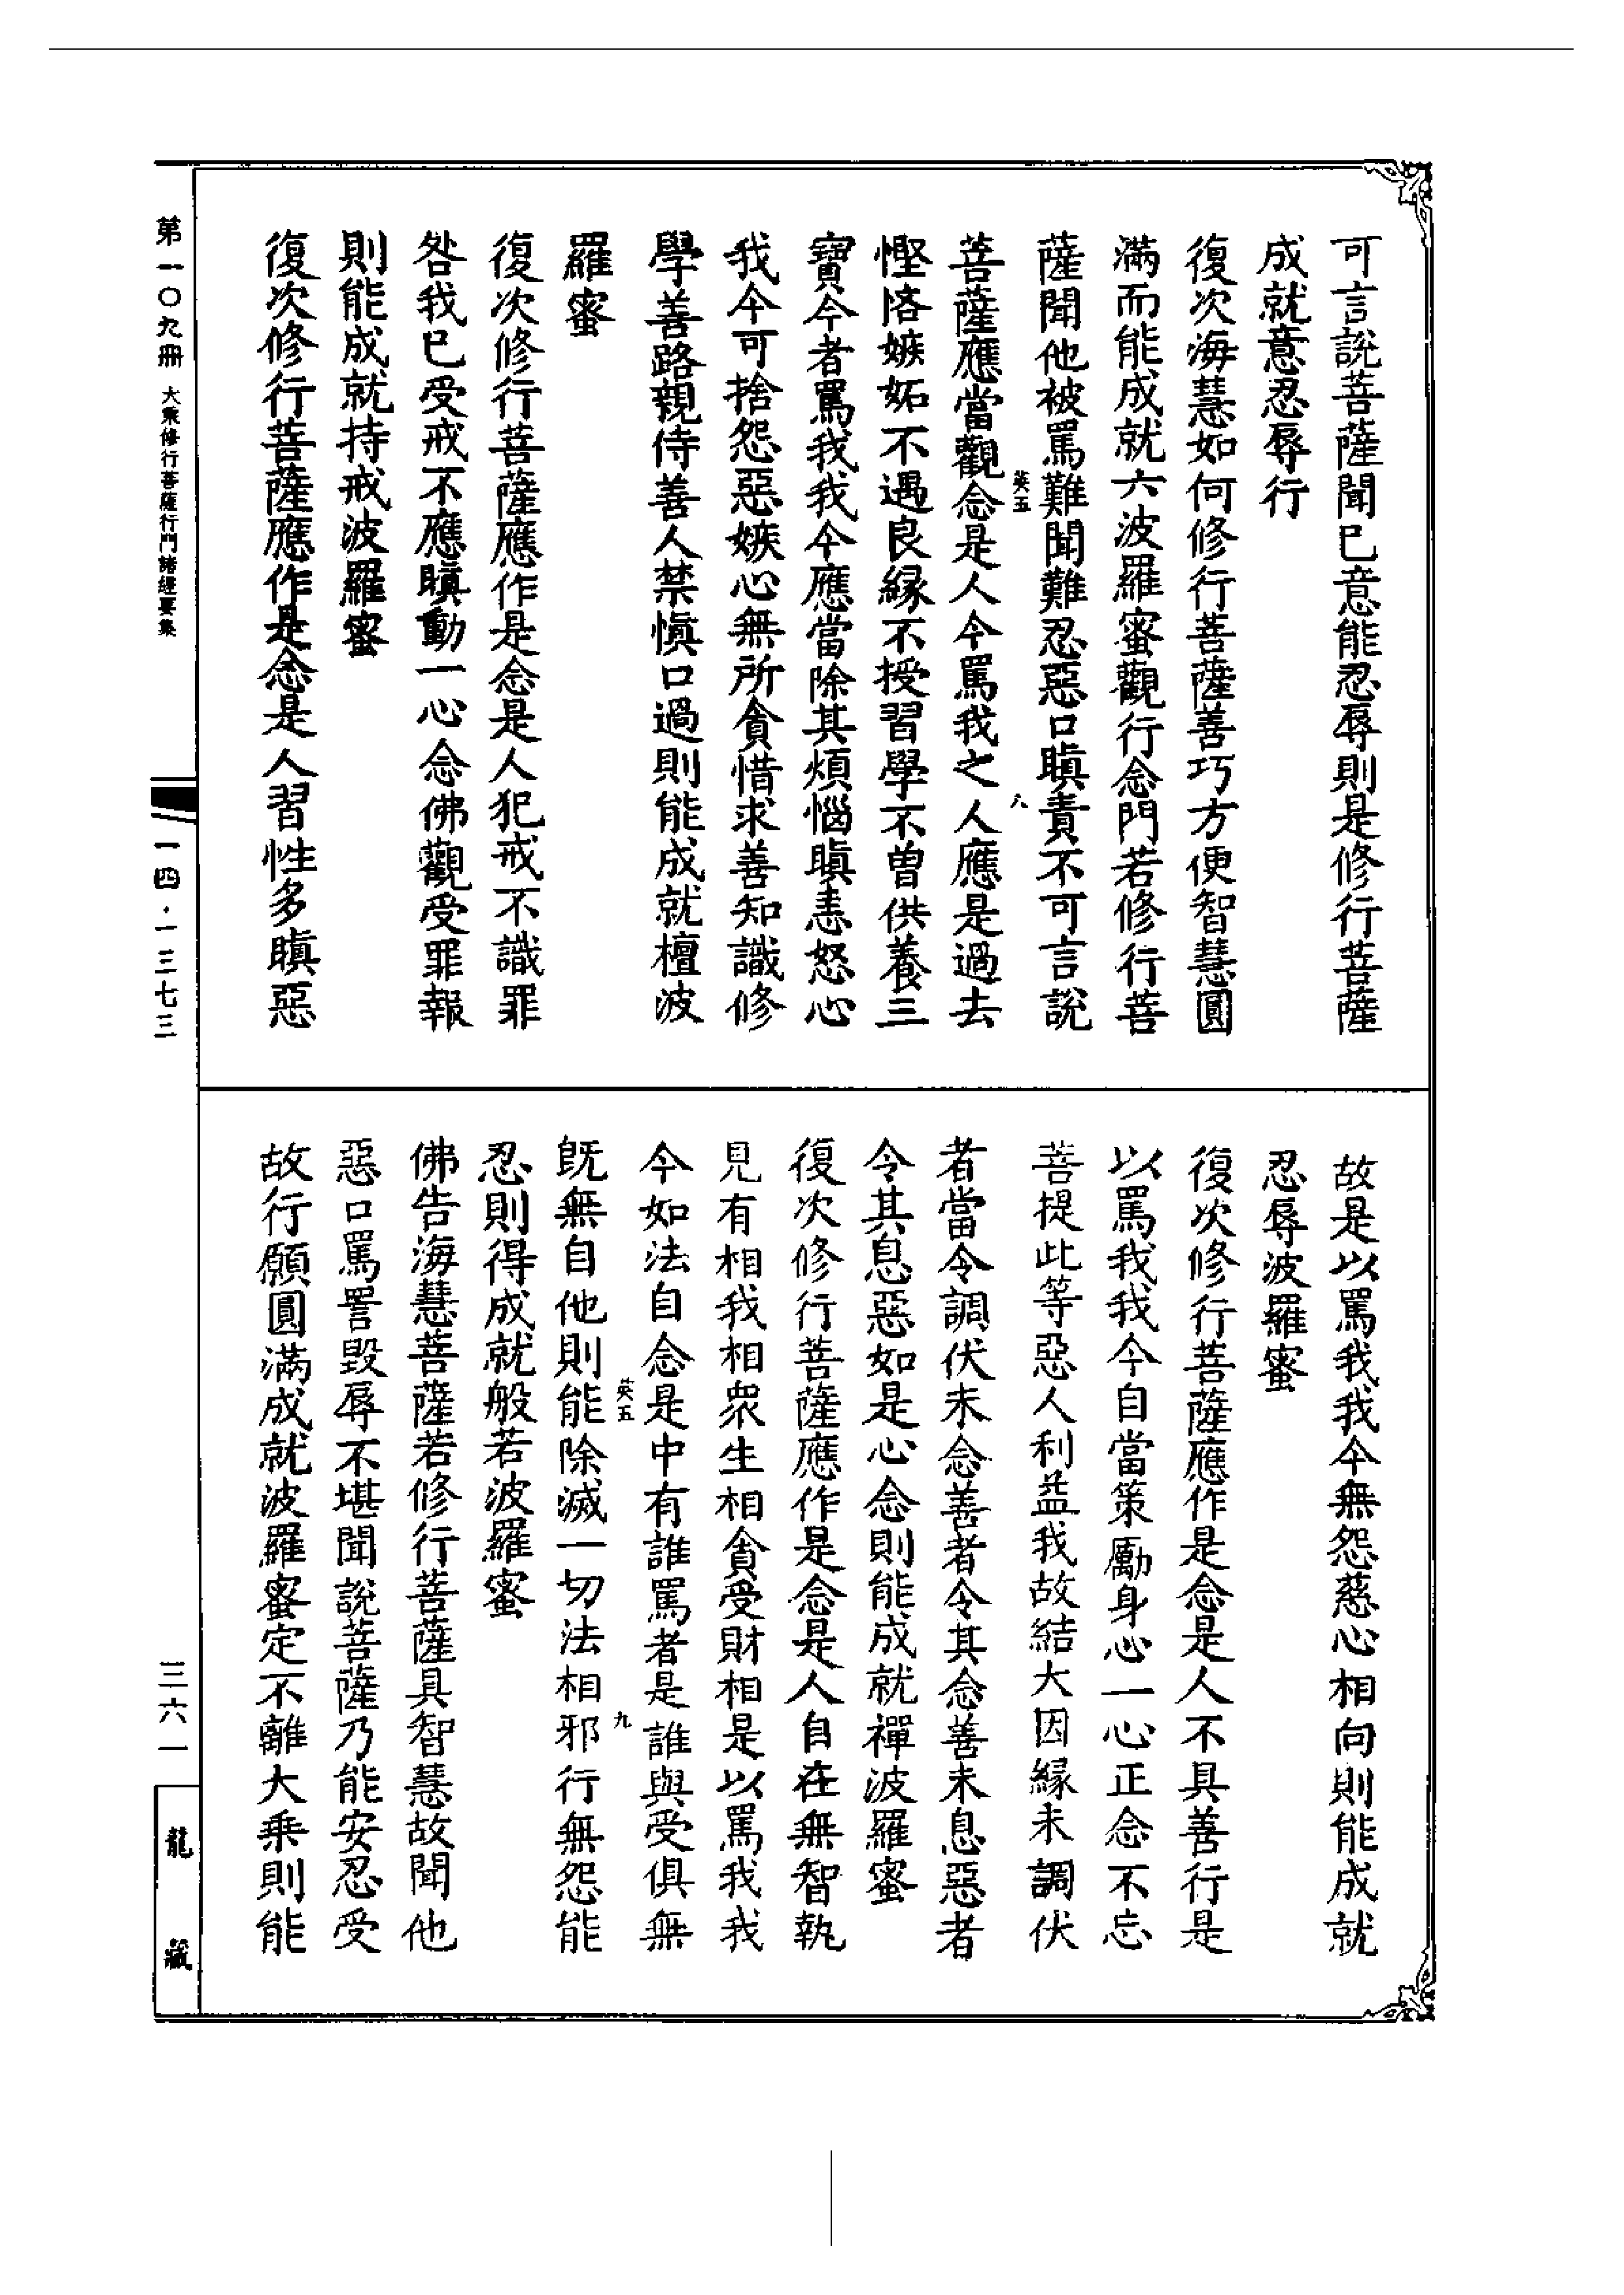 可言說菩薩聞已意能忍辱則是修行菩薩
成就意忍辱行
復次海慧如何修行菩薩善巧方便智慧圓
滿而能成就六波羅蜜觀行念門若修行菩
薩聞他被罵難聞難忍惡口瞋責不可言說
英五
八
菩薩應當觀念是人今罵我之人應是過去
慳悋嫉妬不遇良緣不授習學不曾供養三
寶今者罵我我今應當除其煩惱瞋恚怒心
我今可捨怨惡嫉心無所貪惜求善知識修
學善路親侍善人禁慎口過則能成就檀波
羅蜜
復次修行菩薩應作是念是人犯戒不識罪
咎我已受戒不應瞋動一心念佛觀受罪報
則能成就持戒波羅蜜
復次修行菩薩應作是念是人習性多瞋惡
故是以罵我我今無怨慈心相向則能成就
忍辱波羅蜜
復次修行菩薩應作是念是人不具善行是
以罵我我今自當策勵身心一心正念不忘
菩提此等惡人利益我故結大因緣未調伏
者當令調伏未念善者令其念善未息惡者
令其息惡如是心念則能成就禪波羅蜜
復次修行菩薩應作是念是人自在無智執
見有相我相衆生相貪受財相是以罵我我
今如法自念是中有誰罵者是誰與受俱無
英五
九
旣無自他則能除滅一切法相邪行無怨能
忍則得成就般若波羅蜜
佛告海慧菩薩若修行菩薩具智慧故聞他
惡口罵詈毀辱不堪聞說菩薩乃能安忍受
故行願圓滿成就波羅蜜定不離大乘則能
第一〇九冊
大乘修行菩薩行門諸經要集
一四·一三七三
三六一
龍藏